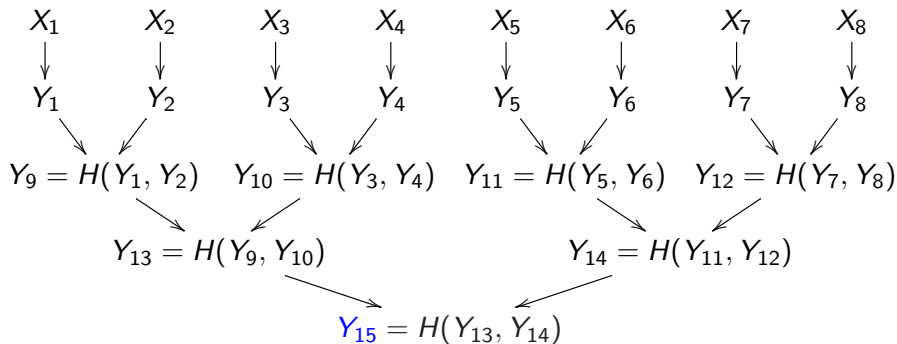 X₁ X₂ X₃ X₄ X₅ X₆ X₇ X₈
Y₁ Y₂ Y₃ Y₄ Y₅ Y₆ Y₇ Y₈
Y₉ = H(Y₁, Y₂) Y₁₀ = H(Y₃, Y₄) Y₁₁ = H(Y₅, Y₆) Y₁₂ = H(Y₇, Y₈)
Y₁₃ = H(Y₉, Y₁₀) Y₁₄ = H(Y₁₁, Y₁₂)
Y₁₅ = H(Y₁₃, Y₁₄)